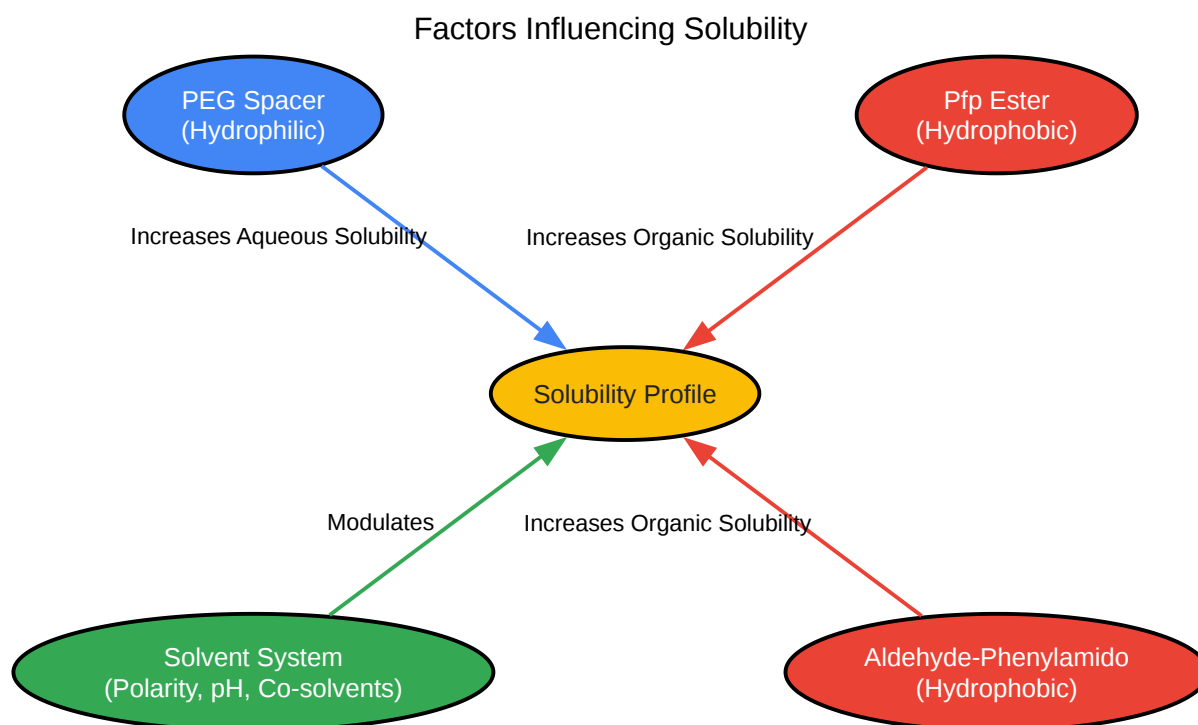 Factors Influencing Solubility
PEG Spacer
(Hydrophilic)
Pfp Ester
(Hydrophobic)
Increases Aqueous Solubility
Increases Organic Solubility
Solubility Profile
Modulates
Increases Organic Solubility
Solvent System
(Polarity, pH, Co-solvents)
Aldehyde-Phenylamido
(Hydrophobic)